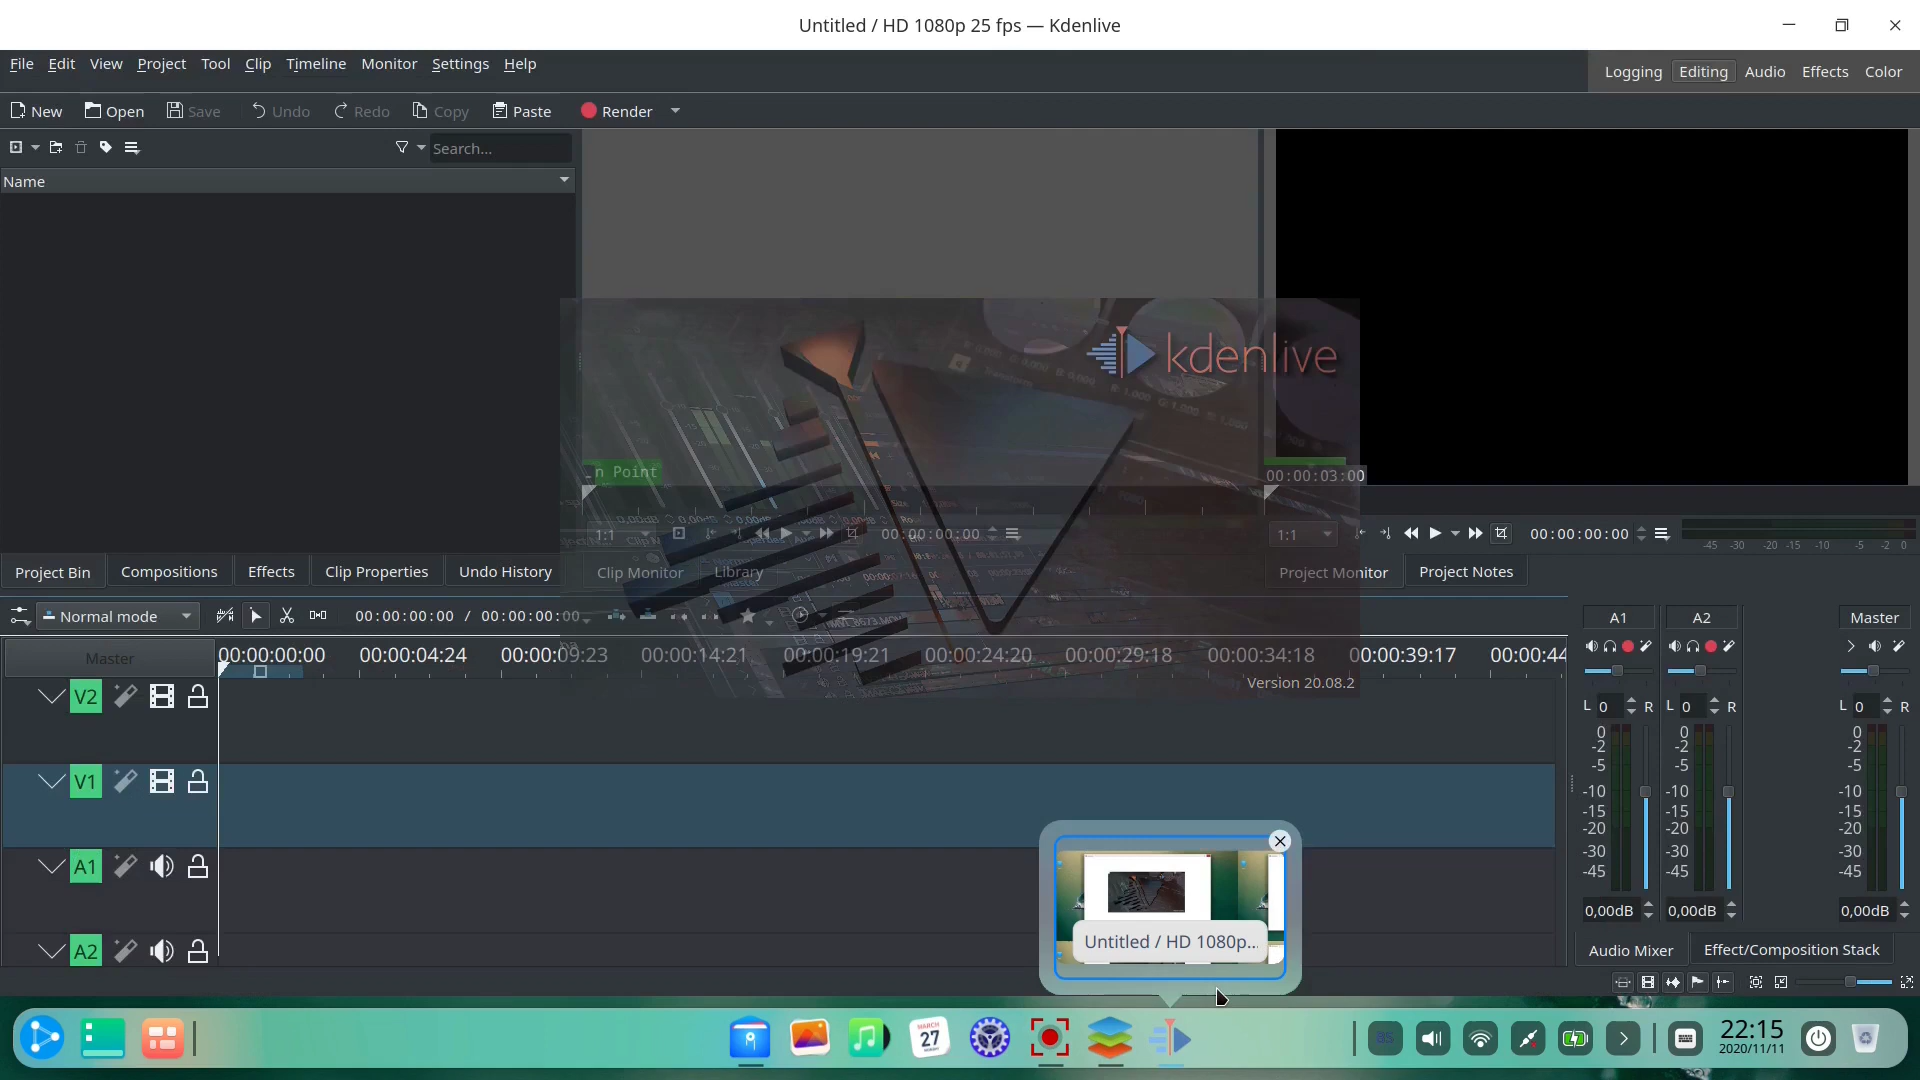 Untitled / HD 1080p 25 fps — Kdenlive
File Edit View Project Tool Clip Timeline Monitor Settings Help
Logging Editing Audio Effects Color
New Open Save Undo Redo Copy Paste Render
Search...
Name
kdenlive
n Point
00:00:03:00
1:1 00:00:00:00
1:1 00:00:00:00
-45 -30 -20 -15 -10 -5 -2 0
Project Bin Compositions Effects Clip Properties Undo History
Clip Monitor Library
Project Monitor Project Notes
Normal mode 00:00:00:00 / 00:00:00:00
Master 00:00:00:00 00:00:04:24 00:00:09:23 00:00:14:21 00:00:19:21 00:00:24:20 00:00:29:18 00:00:34:18 00:00:39:17 00:00:44
Version 20.08.2
V2
V1
A1
A2
A1 A2 Master
L 0 R L 0 R L 0 R
0 0 0
-2 -2 -2
-5 -5 -5
-10 -10 -10
-15 -15 -15
-20 -20 -20
-30 -30 -30
-45 -45 -45
0,00dB 0,00dB 0,00dB
Audio Mixer Effect/Composition Stack
Untitled / HD 1080p...
MARCH
27
22:15
2020/11/11